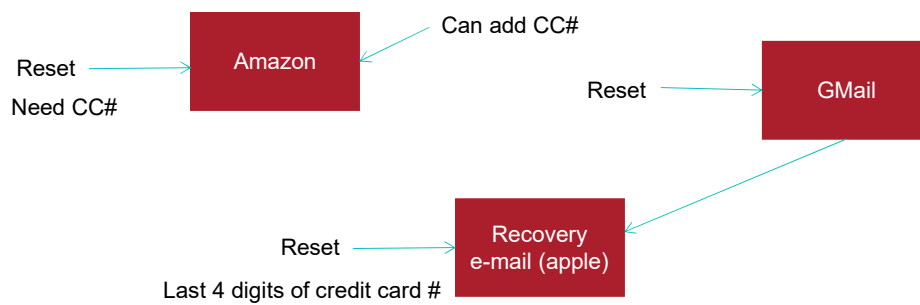 Can add CC#
Amazon
Reset
Need CC#
GMail
Reset
Recovery
e-mail (apple)
Reset
Last 4 digits of credit card #